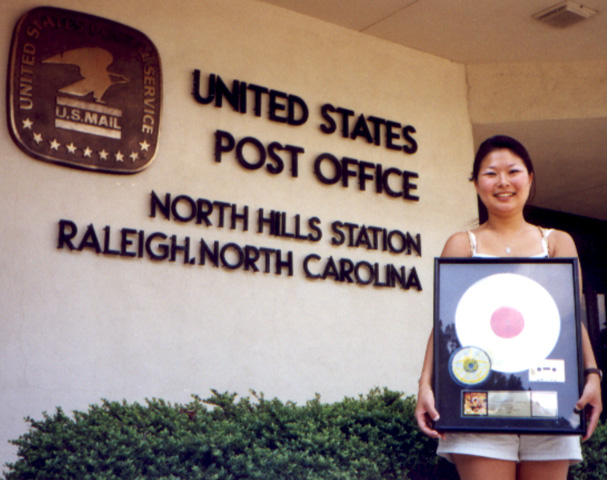 UNITED STATES POSTAL SERVICE
U.S.MAIL
UNITED STATES
POST OFFICE
NORTH HILLS STATION
RALEIGH, NORTH CAROLINA